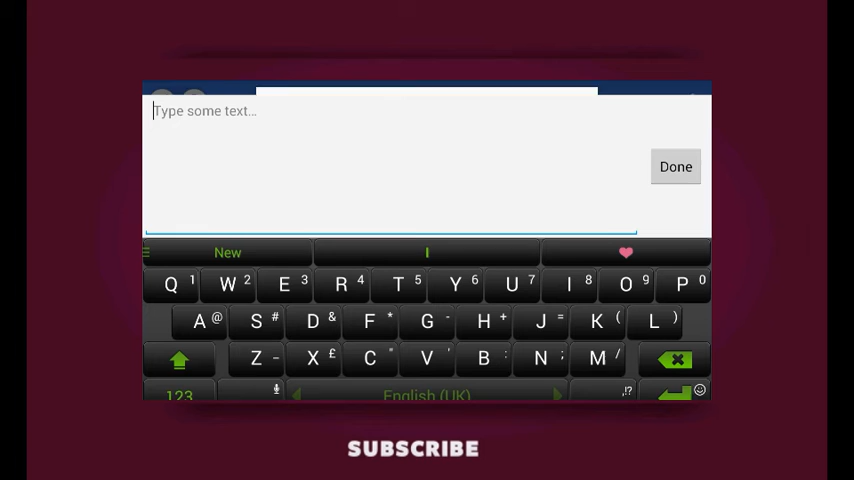 Type some text...
Done
New I
Q 1 W 2 E 3 R 4 T 5 Y 6 U 7 I 8 O 9 P 0
A @ S # D & F * G - H + J = K ( L )
Z _ X £ C " V ' B : N ; M /
123 English (UK) ,!?
SUBSCRIBE